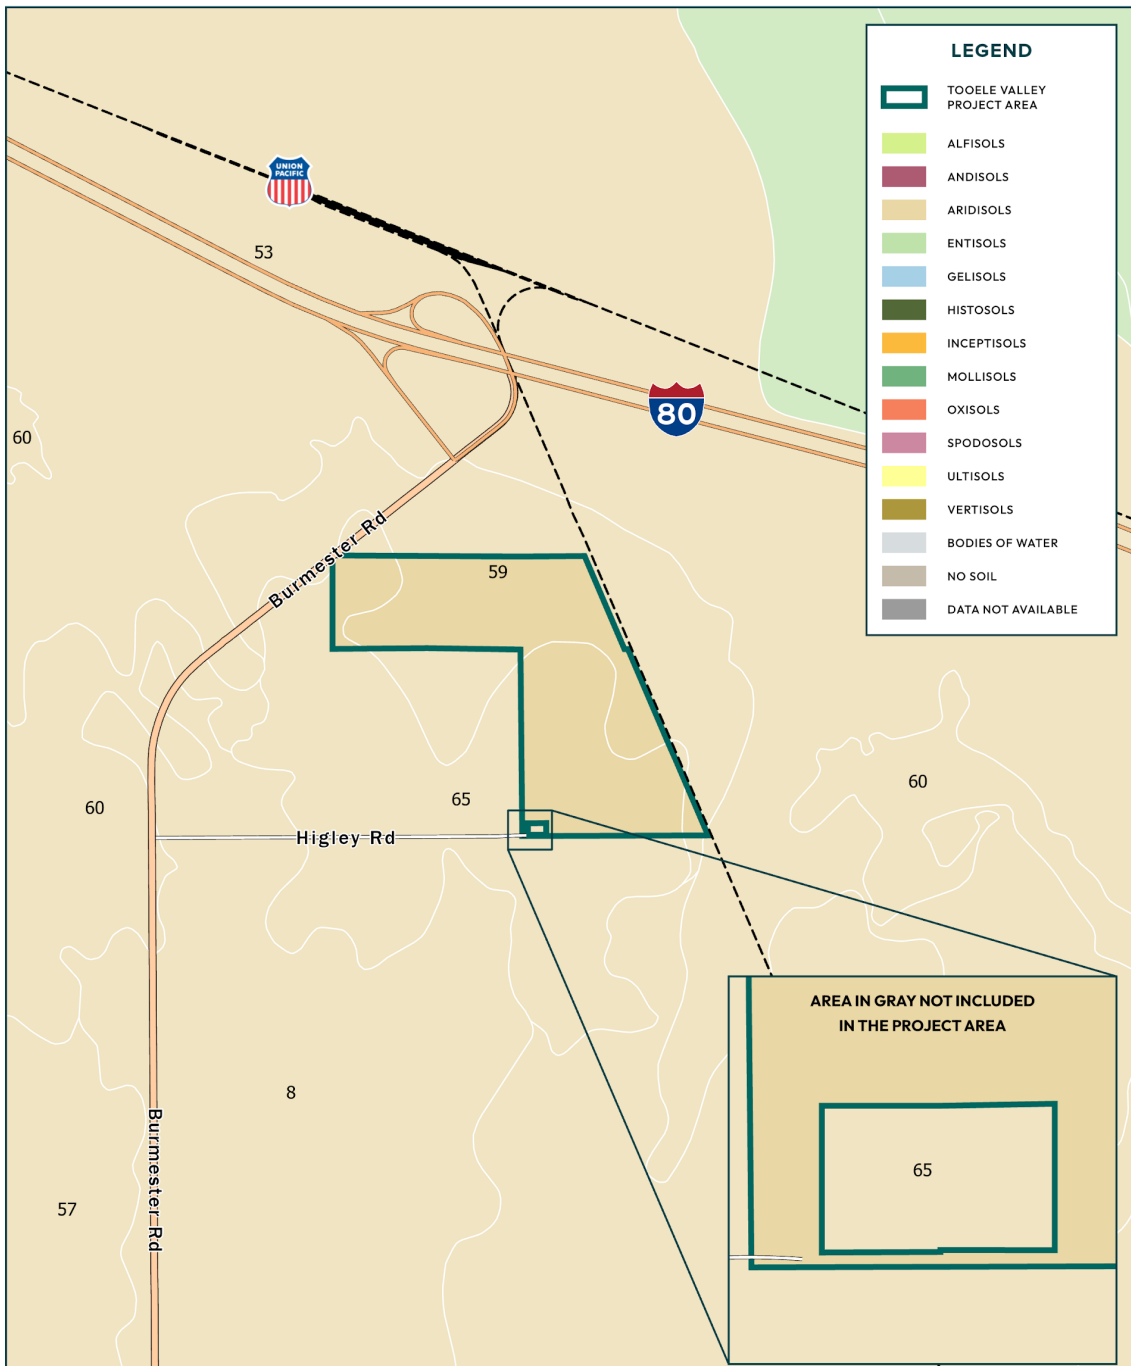 LEGEND
TOOELE VALLEY
PROJECT AREA
ALFISOLS
ANDISOLS
ARIDISOLS
ENTISOLS
GELISOLS
HISTOSOLS
INCEPTISOLS
MOLLISOLS
OXISOLS
SPODOSOLS
ULTISOLS
VERTISOLS
BODIES OF WATER
NO SOIL
DATA NOT AVAILABLE
UNION
PACIFIC
53
80
60
Burmester Rd
59
60
65
60
Higley Rd
8
57
Burmester Rd
AREA IN GRAY NOT INCLUDED
IN THE PROJECT AREA
65